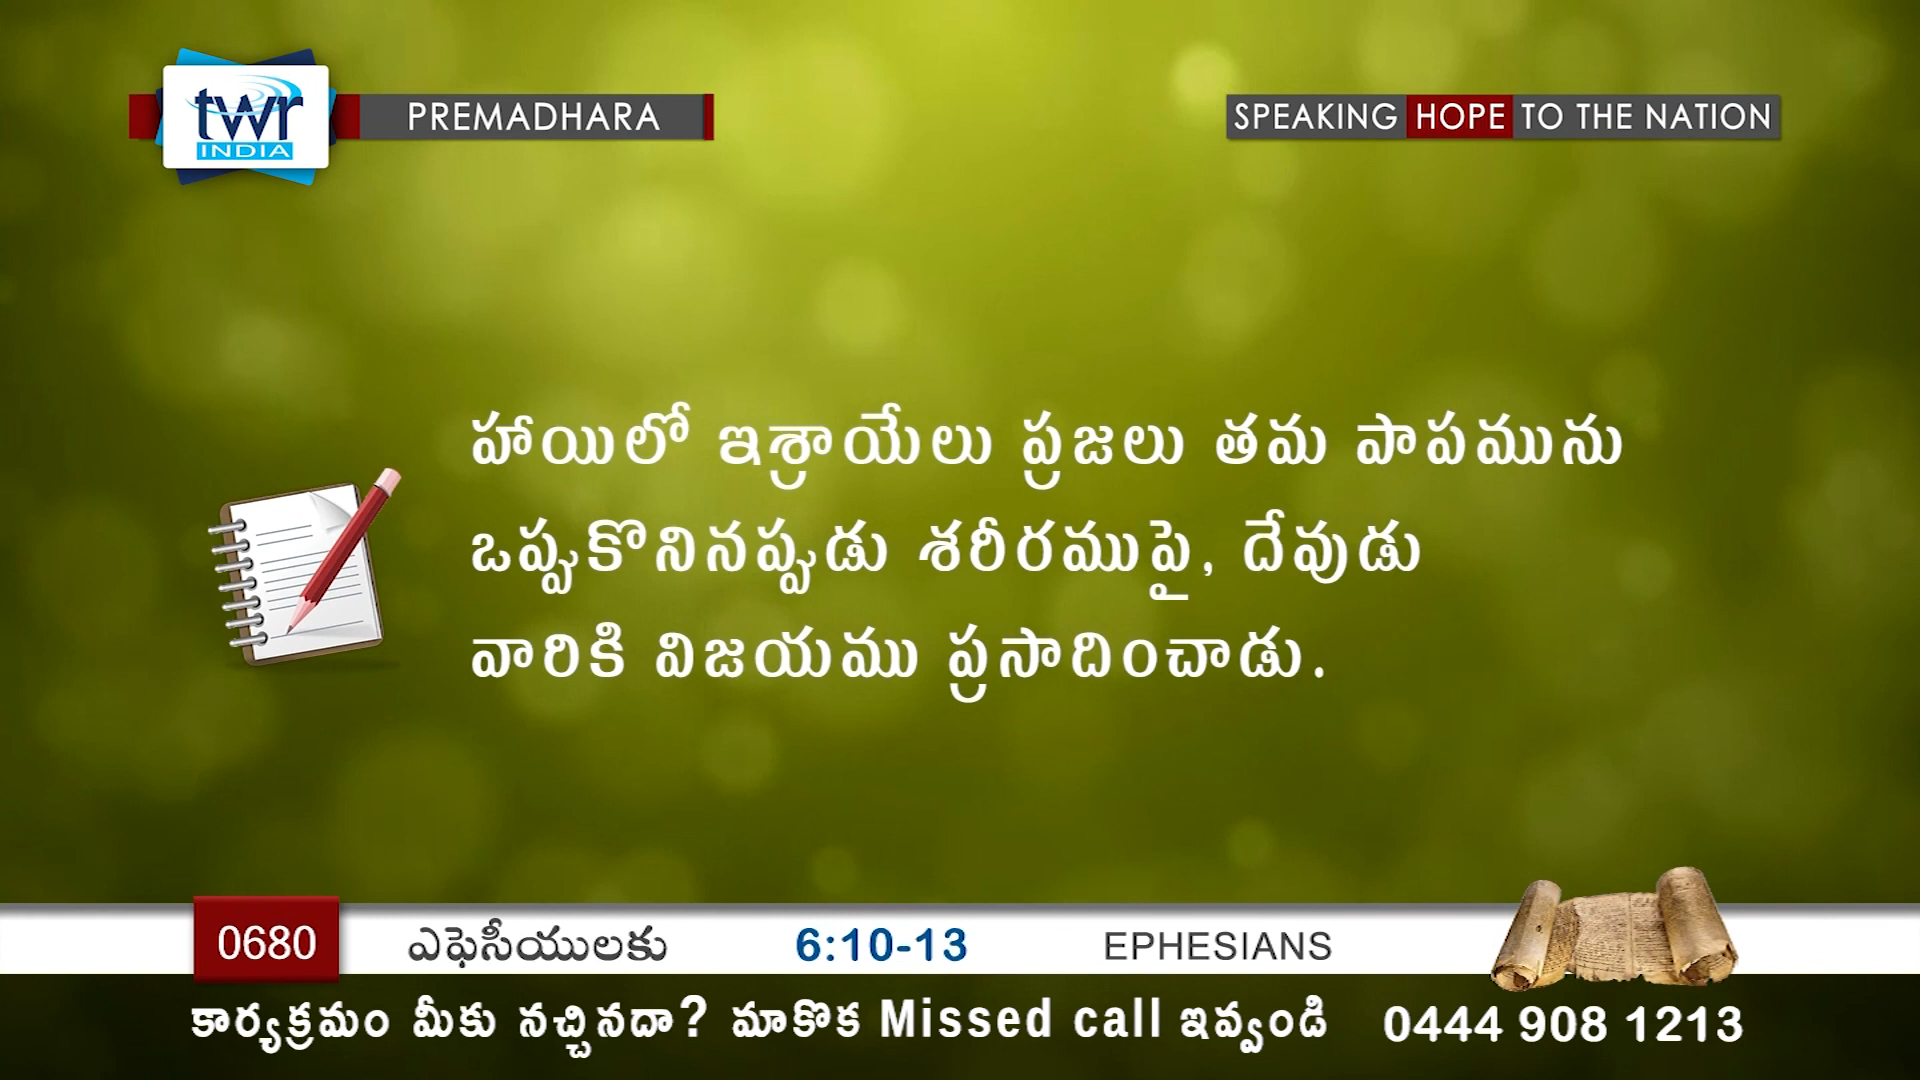 twr
INDIA
PREMADHARA
SPEAKING HOPE TO THE NATION
హాయిలో ఇశ్రాయేలు ప్రజలు తమ పాపమును
ఒప్పుకొనినప్పుడు శరీరముపై, దేవుడు
వారికి విజయము ప్రసాదించాడు.
0680 ఎఫెసీయులకు 6:10-13 EPHESIANS
కార్యక్రమం మీకు నచ్చినదా? మాకొక Missed call ఇవ్వండి 0444 908 1213